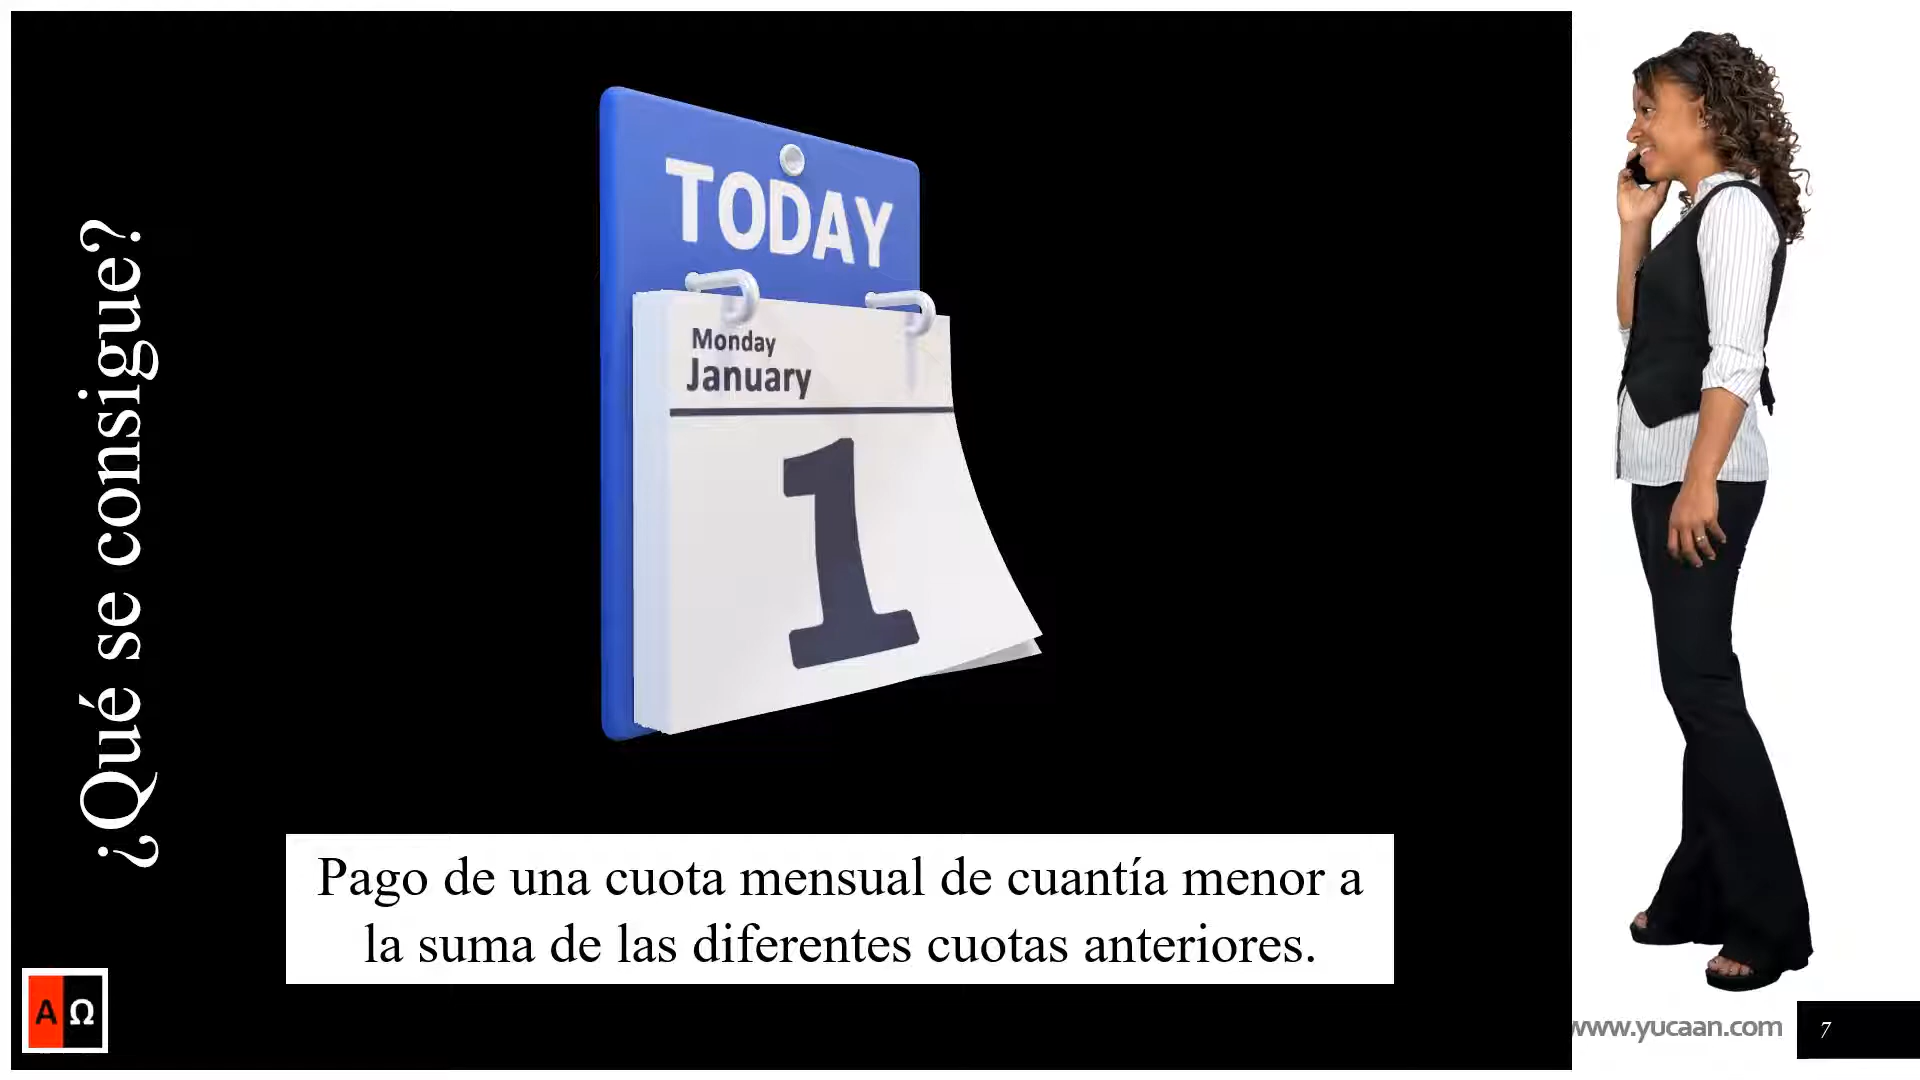 ¿Qué se consigue?
TODAY
Monday
January
1
Pago de una cuota mensual de cuantía menor a
la suma de las diferentes cuotas anteriores.
A Ω
www.yucaan.com
7